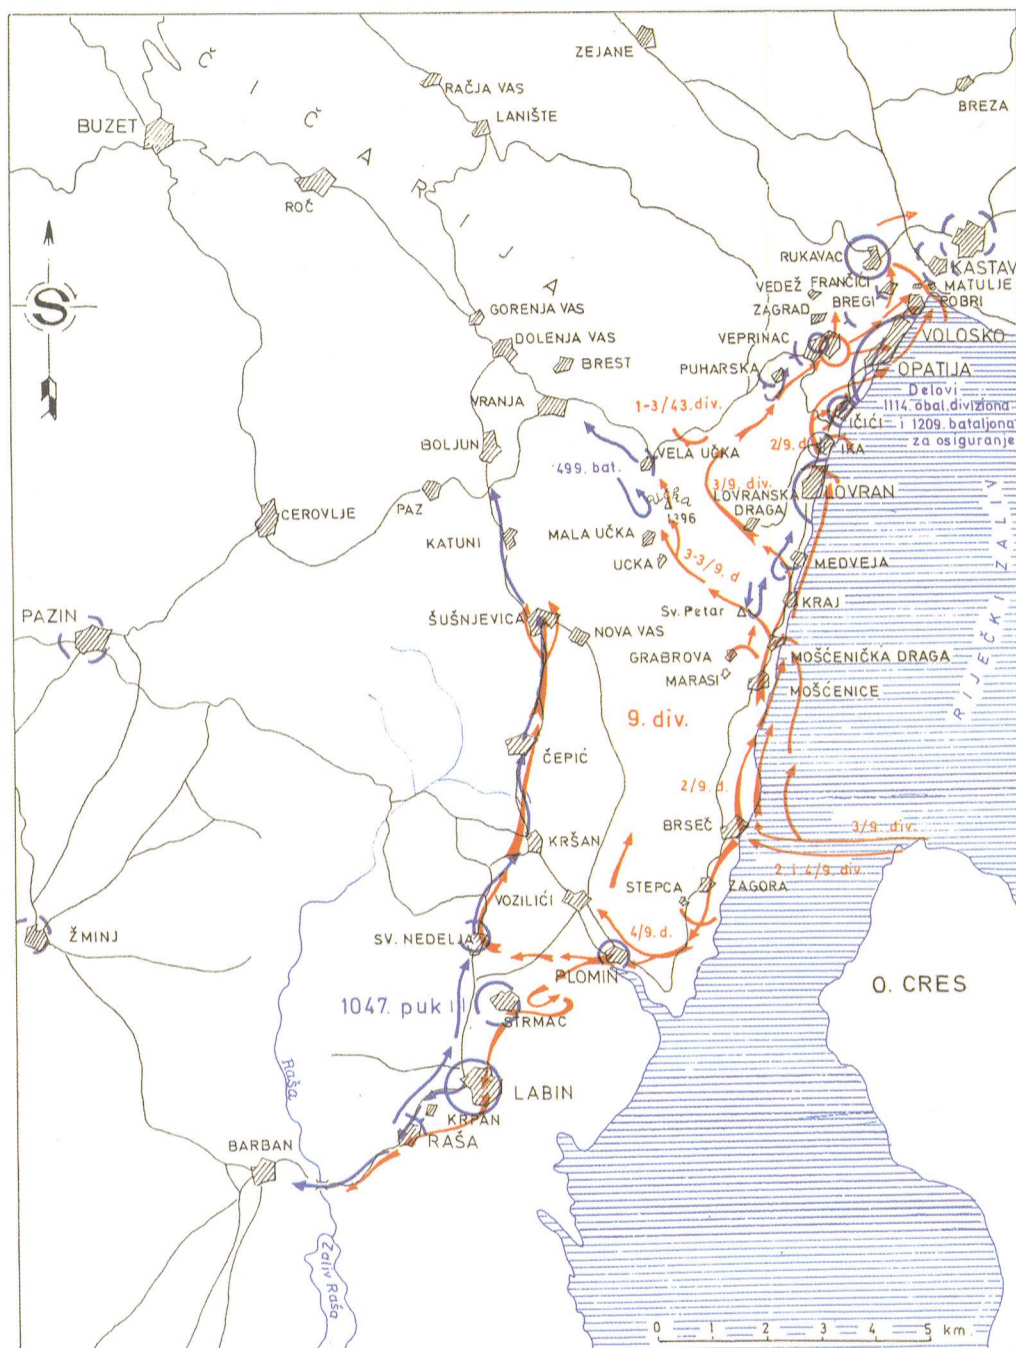 ZEJANE
BREZA
RAČJA VAS
LANIŠTE
BUZET
ROČ
ĆIĆARIJA
RUKAVAC
KASTAV
FRANČIĆI
MATULJE
VEDEŽ
BREGI
POBRI
ZAGRAD
S
GORENJA VAS
DOLENJA VAS
BREST
VEPRINAC
VOLOSKO
PUHARSKA
OPATIJA
Delovi
1114. obal. diviziona
i 1209. bataljona
za osiguranje
VRANJA
1-3/43. div.
IČIĆI
2/9. d.
IKA
BOLJUN
499. bat.
VELA UČKA
3/9. div.
LOVRANSKA
DRAGA
LOVRAN
Učka
1396
CEROVLJE
PAZ
KATUNI
MALA UČKA
UCKA
3-3/9. d
MEDVEJA
PAZIN
Sv. Petar
KRAJ
ŠUŠNJEVICA
NOVA VAS
GRABROVA
MOŠĆENIČKA DRAGA
MARASI
MOŠĆENICE
RIJEČKI ZALIV
9. div.
ČEPIĆ
2/9. d.
BRSEČ
3/9. div.
KRŠAN
2. i 4/9. div.
VOZILIĆI
STEPCA
ZAGORA
ŽMINJ
SV. NEDELJA
4/9. d.
PLOMIN
O. CRES
1047. puk
STRMAC
Raša
LABIN
KRPAN
RAŠA
BARBAN
Zaliv Raša
0 1 2 3 4 5 km.